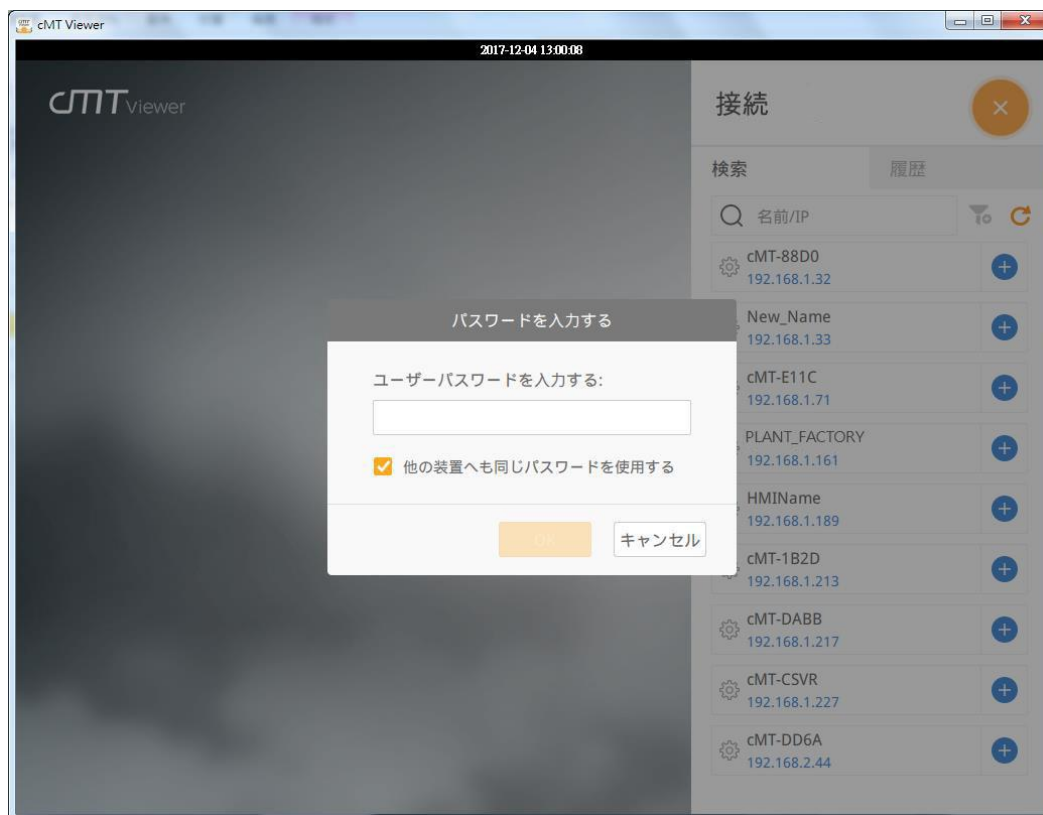 cMT Viewer
2017-12-04 13:00:08
cMT Viewer
接続
検索
履歴
名前/IP
cMT-88D0
192.168.1.32
New_Name
192.168.1.33
cMT-E11C
192.168.1.71
PLANT_FACTORY
192.168.1.161
HMIName
192.168.1.189
cMT-1B2D
192.168.1.213
cMT-DABB
192.168.1.217
cMT-CSVR
192.168.1.227
cMT-DD6A
192.168.2.44
パスワードを入力する
ユーザーパスワードを入力する:
他の装置へも同じパスワードを使用する
OK
キャンセル